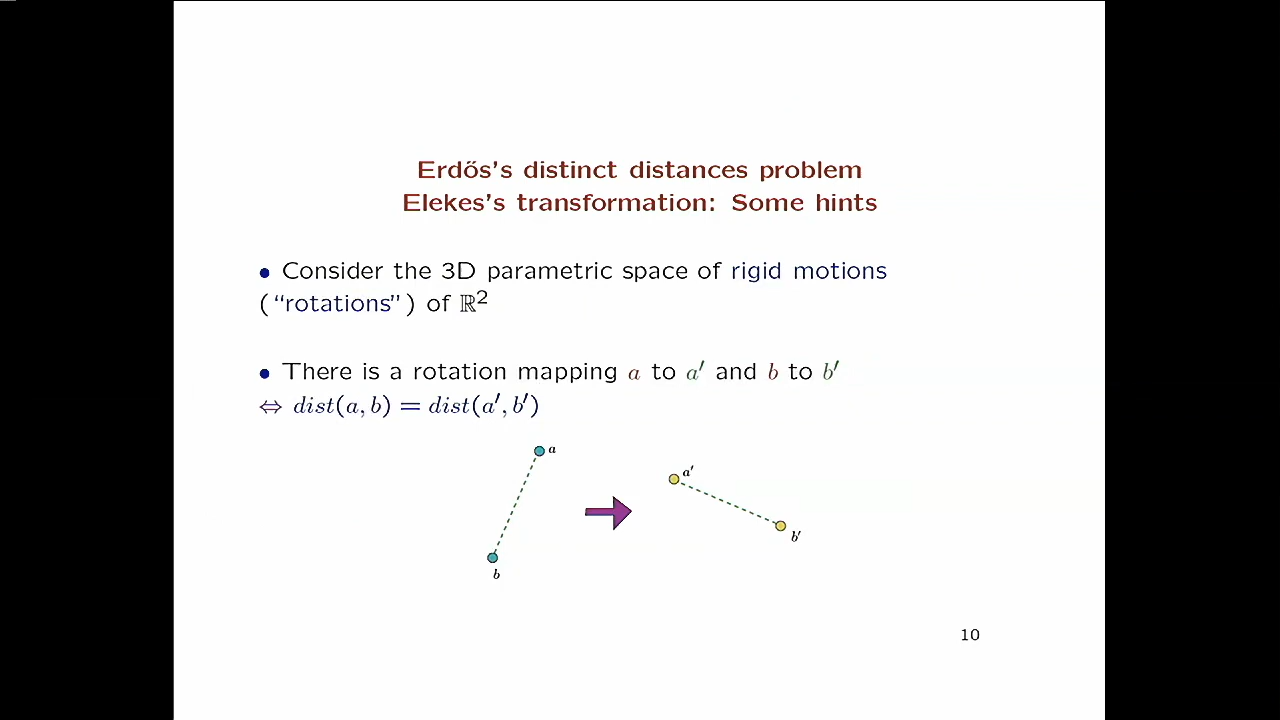 Erdős's distinct distances problem
Elekes's transformation: Some hints
• Consider the 3D parametric space of rigid motions
("rotations") of ℝ²
• There is a rotation mapping a to a′ and b to b′
⇔ dist(a, b) = dist(a′, b′)
a
a′
b′
b
10